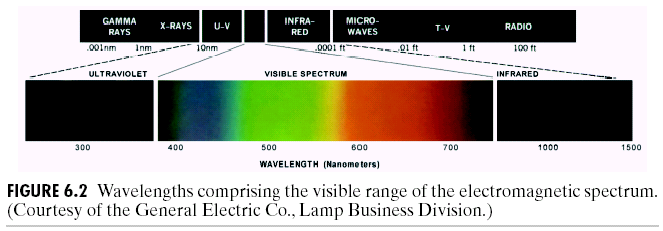 GAMMA RAYS X-RAYS U-V INFRA-RED MICRO-WAVES T-V RADIO
.001nm 1nm 10nm .0001 ft .01 ft 1 ft 100 ft
ULTRAVIOLET VISIBLE SPECTRUM INFRARED
300 400 500 600 700 1000 1500
WAVELENGTH (Nanometers)
FIGURE 6.2 Wavelengths comprising the visible range of the electromagnetic spectrum.
(Courtesy of the General Electric Co., Lamp Business Division.)